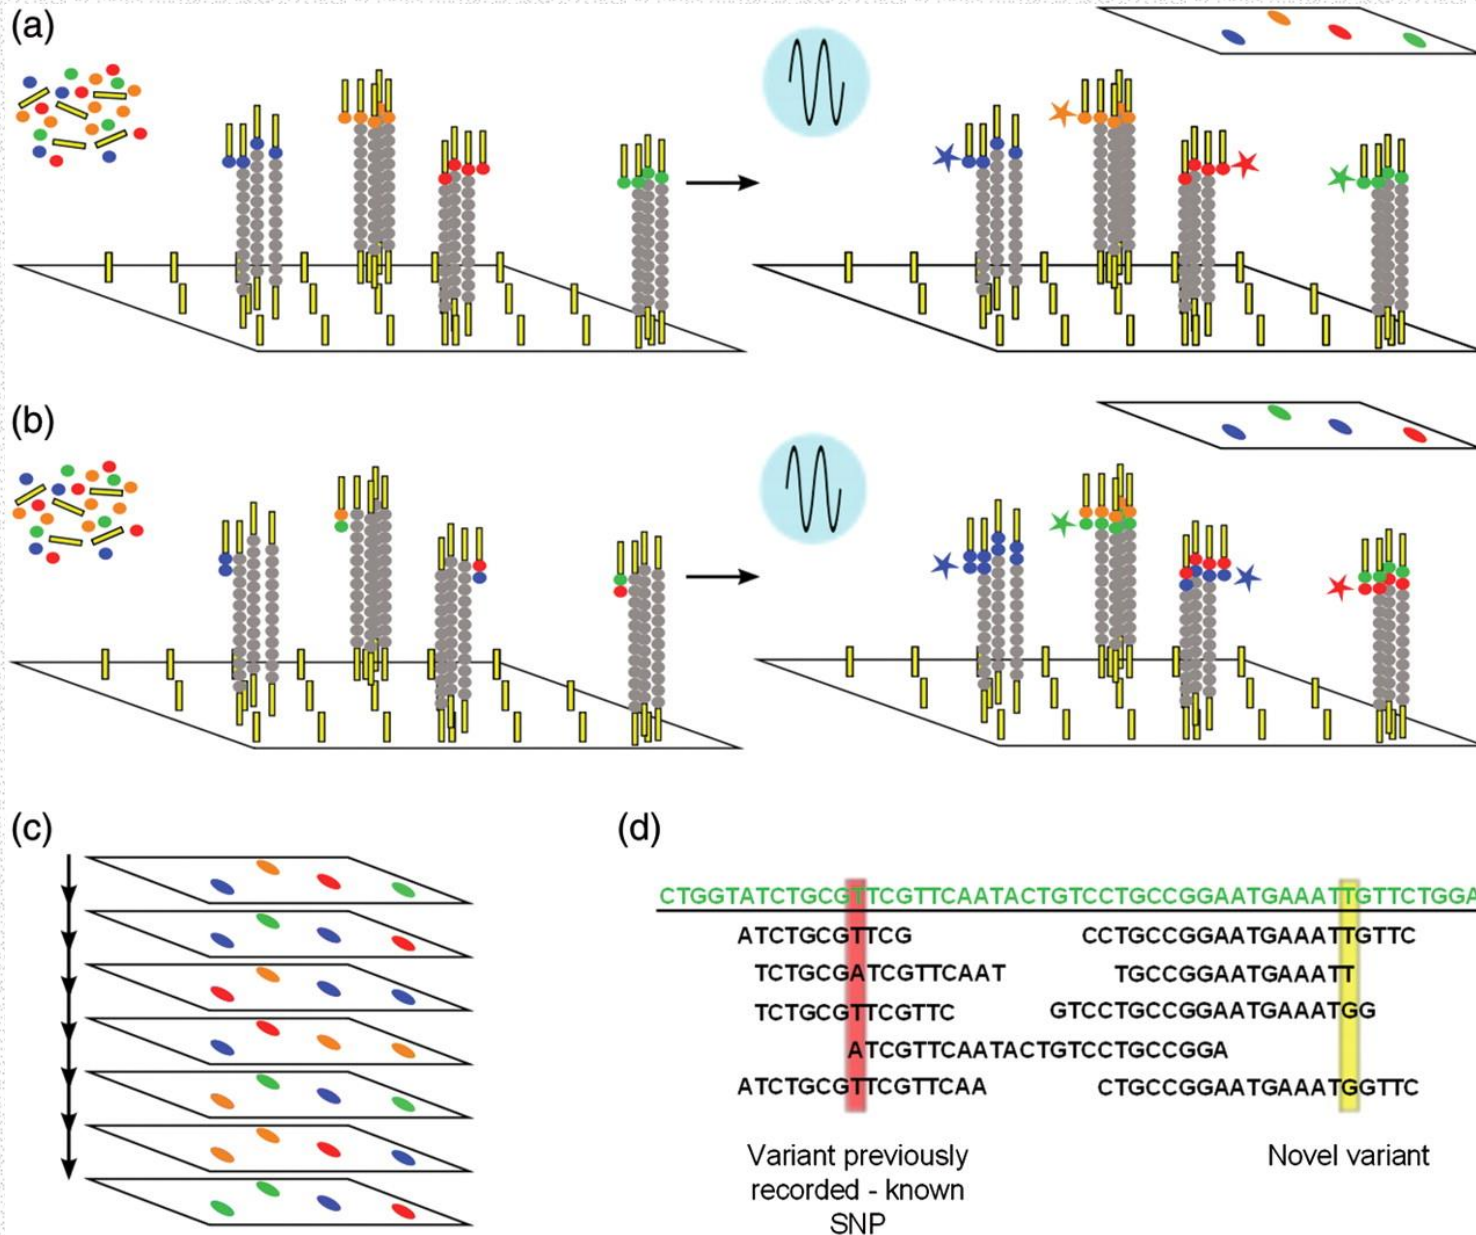 (a)
(b)
(c)
(d)
CTGGTATCTGCGTTCGTTCAATACTGTCCTGCCGGAATGAAATTGTTCTGGA
ATCTGCGTTCG CCTGCCGGAATGAAATTGTTC
TCTGCGATCGTTCAAT TGCCGGAATGAAATT
TCTGCGTTCGTTC GTCCTGCCGGAATGAAATGG
ATCGTTCAATACTGTCCTGCCGGA
ATCTGCGTTCGTTCAA CTGCCGGAATGAAATGGTTC
Variant previously
recorded - known
SNP
Novel variant